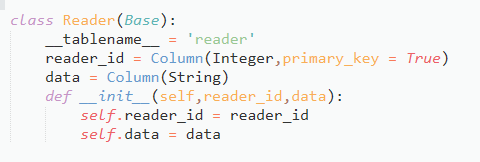 class Reader(Base):
    __tablename__ = 'reader'
    reader_id = Column(Integer,primary_key = True)
    data = Column(String)
    def __init__(self,reader_id,data):
        self.reader_id = reader_id
        self.data = data